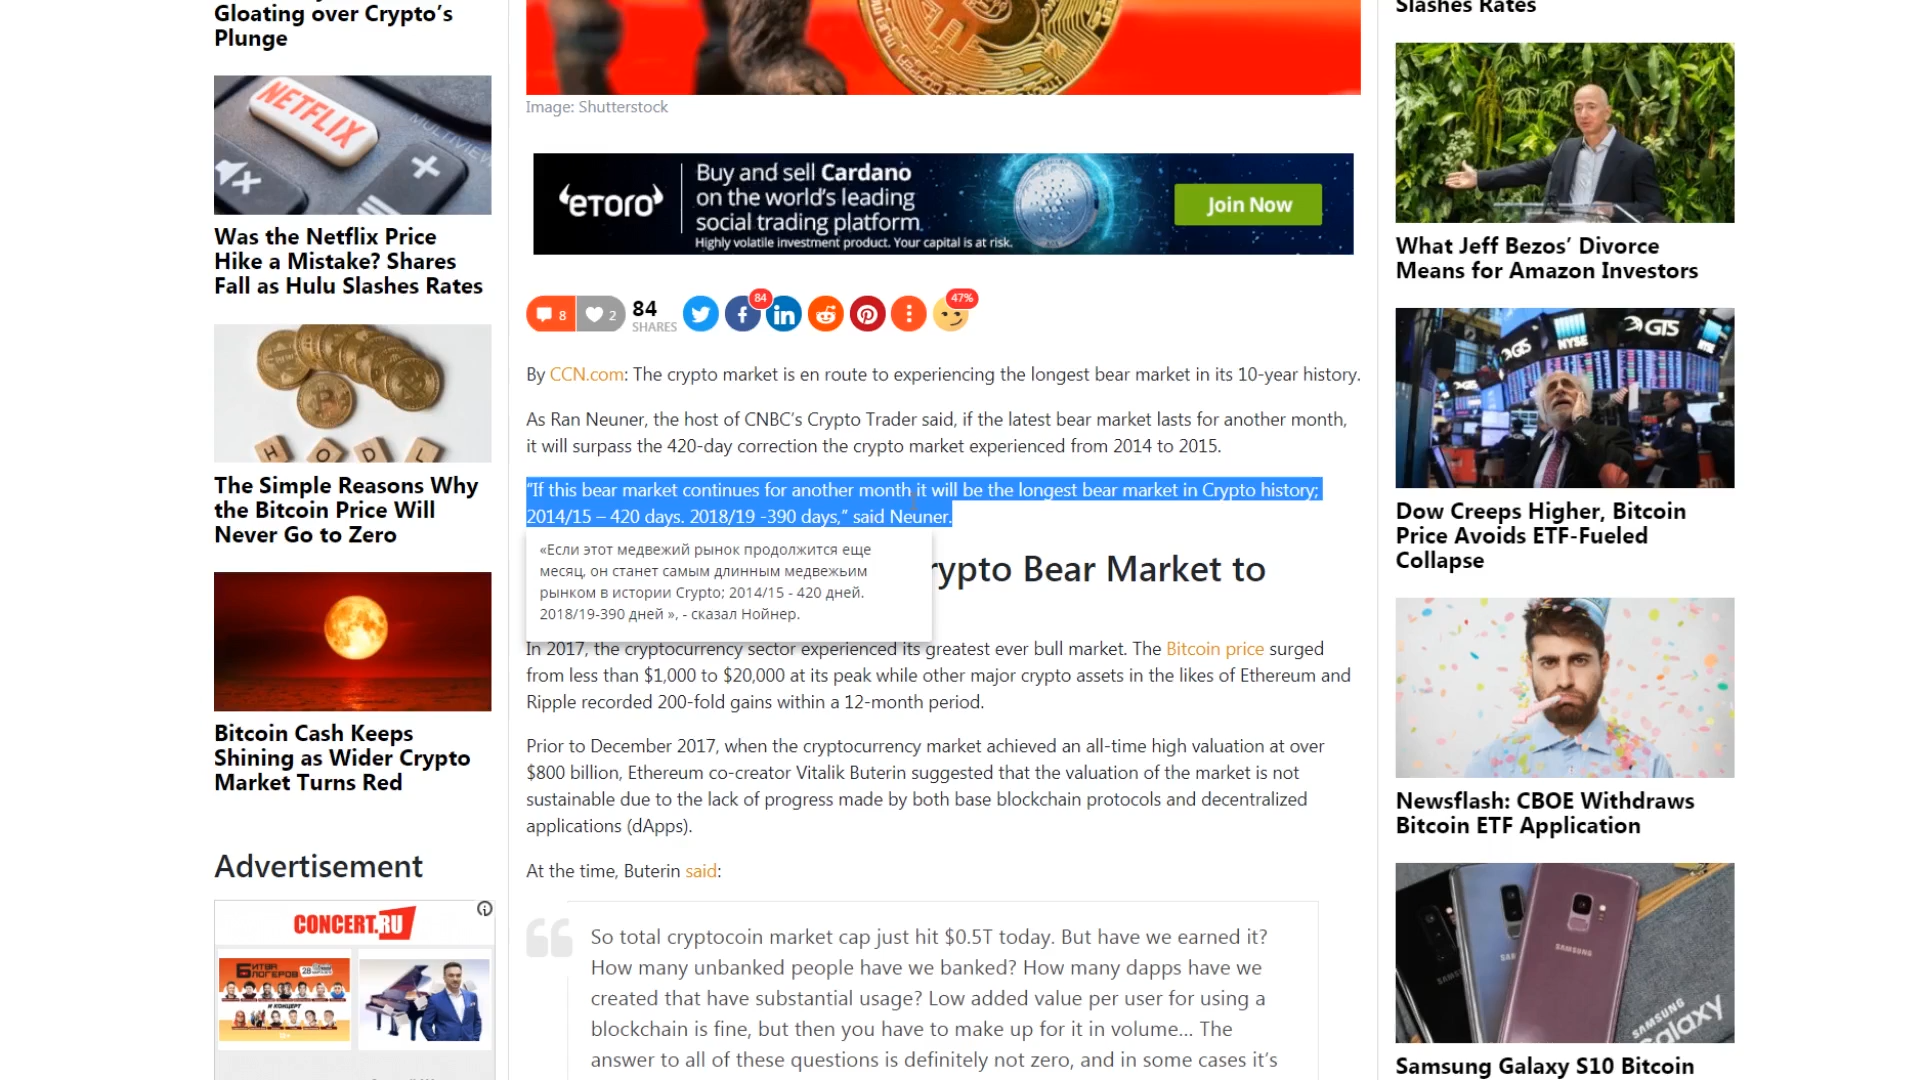 Gloating over Crypto's
Plunge
NETFLIX
Was the Netflix Price
Hike a Mistake? Shares
Fall as Hulu Slashes Rates
H O D L
The Simple Reasons Why
the Bitcoin Price Will
Never Go to Zero
Bitcoin Cash Keeps
Shining as Wider Crypto
Market Turns Red
Advertisement
CONCERT.RU
БИТВА
БЛОГЕРОВ 28
И КОНЦЕРТ
Image: Shutterstock
eToro
Buy and sell Cardano
on the world's leading
social trading platform.
Highly volatile investment product. Your capital is at risk.
Join Now
8 2 84 SHARES 84 47%
By CCN.com: The crypto market is en route to experiencing the longest bear market in its 10-year history.
As Ran Neuner, the host of CNBC's Crypto Trader said, if the latest bear market lasts for another month,
it will surpass the 420-day correction the crypto market experienced from 2014 to 2015.
“If this bear market continues for another month it will be the longest bear market in Crypto history;
2014/15 – 420 days. 2018/19 -390 days,” said Neuner.
«Если этот медвежий рынок продолжится еще
месяц, он станет самым длинным медвежьим
рынком в истории Crypto; 2014/15 - 420 дней.
2018/19-390 дней », - сказал Нойнер.
rypto Bear Market to
In 2017, the cryptocurrency sector experienced its greatest ever bull market. The Bitcoin price surged
from less than $1,000 to $20,000 at its peak while other major crypto assets in the likes of Ethereum and
Ripple recorded 200-fold gains within a 12-month period.
Prior to December 2017, when the cryptocurrency market achieved an all-time high valuation at over
$800 billion, Ethereum co-creator Vitalik Buterin suggested that the valuation of the market is not
sustainable due to the lack of progress made by both base blockchain protocols and decentralized
applications (dApps).
At the time, Buterin said:
So total cryptocoin market cap just hit $0.5T today. But have we earned it?
How many unbanked people have we banked? How many dapps have we
created that have substantial usage? Low added value per user for using a
blockchain is fine, but then you have to make up for it in volume... The
answer to all of these questions is definitely not zero, and in some cases it's
Slashes Rates
What Jeff Bezos' Divorce
Means for Amazon Investors
GTS
NYSE
GTS
Dow Creeps Higher, Bitcoin
Price Avoids ETF-Fueled
Collapse
Newsflash: CBOE Withdraws
Bitcoin ETF Application
SAMSUNG
SAMSUNG
Galaxy
Samsung Galaxy S10 Bitcoin